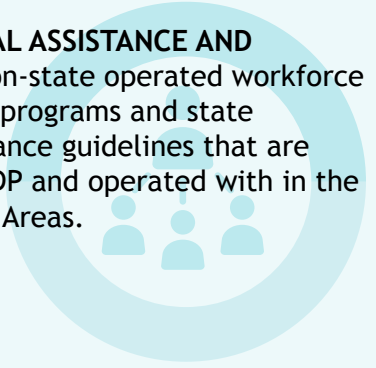 AL ASSISTANCE AND
on-state operated workforce
programs and state
ance guidelines that are
OP and operated with in the
Areas.